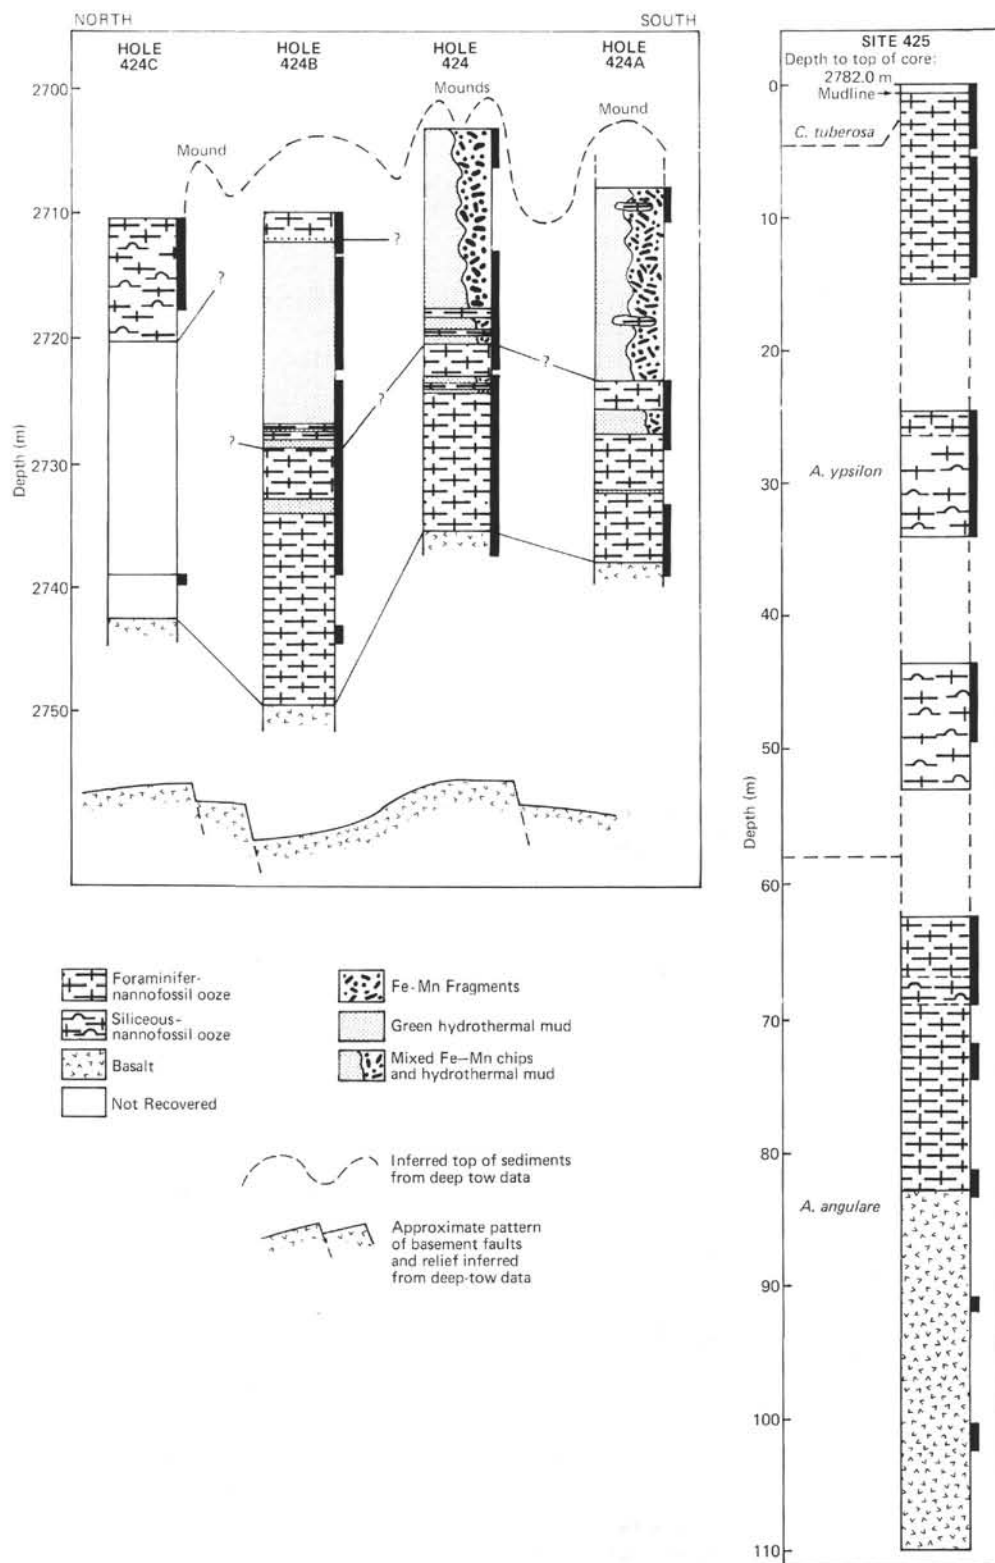 NORTH
SOUTH
HOLE
424C
HOLE
424B
HOLE
424
HOLE
424A
Mound
Mounds
Mound
Depth (m)
2700
2710
2720
2730
2740
2750
?
?
?
?
?
SITE 425
Depth to top of core:
2782.0 m
Mudline
C. tuberosa
A. ypsilon
A. angulare
Depth (m)
0
10
20
30
40
50
60
70
80
90
100
110
Foraminifer-
nannofossil ooze
Siliceous-
nannofossil ooze
Basalt
Not Recovered
Fe-Mn Fragments
Green hydrothermal mud
Mixed Fe-Mn chips
and hydrothermal mud
Inferred top of sediments
from deep tow data
Approximate pattern
of basement faults
and relief inferred
from deep-tow data